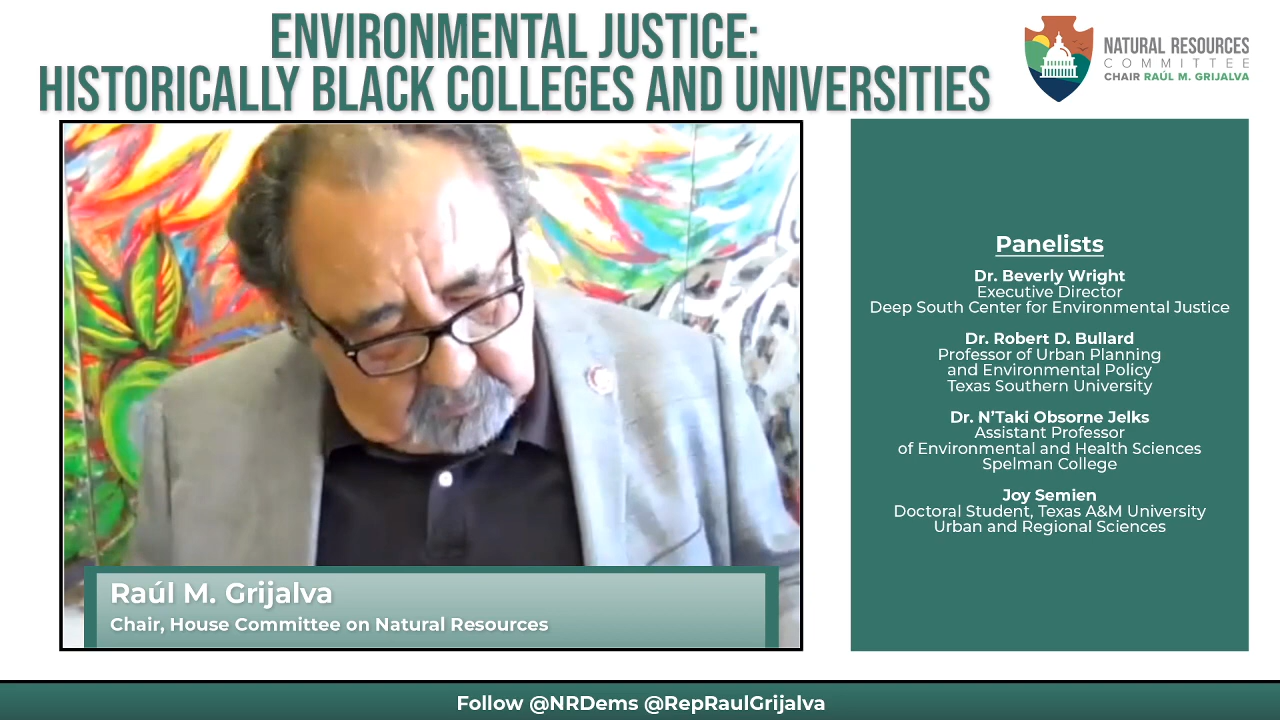 ENVIRONMENTAL JUSTICE:
HISTORICALLY BLACK COLLEGES AND UNIVERSITIES
NATURAL RESOURCES
COMMITTEE
CHAIR RAÚL M. GRIJALVA
Raúl M. Grijalva
Chair, House Committee on Natural Resources
Panelists
Dr. Beverly Wright
Executive Director
Deep South Center for Environmental Justice
Dr. Robert D. Bullard
Professor of Urban Planning
and Environmental Policy
Texas Southern University
Dr. N'Taki Obsorne Jelks
Assistant Professor
of Environmental and Health Sciences
Spelman College
Joy Semien
Doctoral Student, Texas A&M University
Urban and Regional Sciences
Follow @NRDems @RepRaulGrijalva